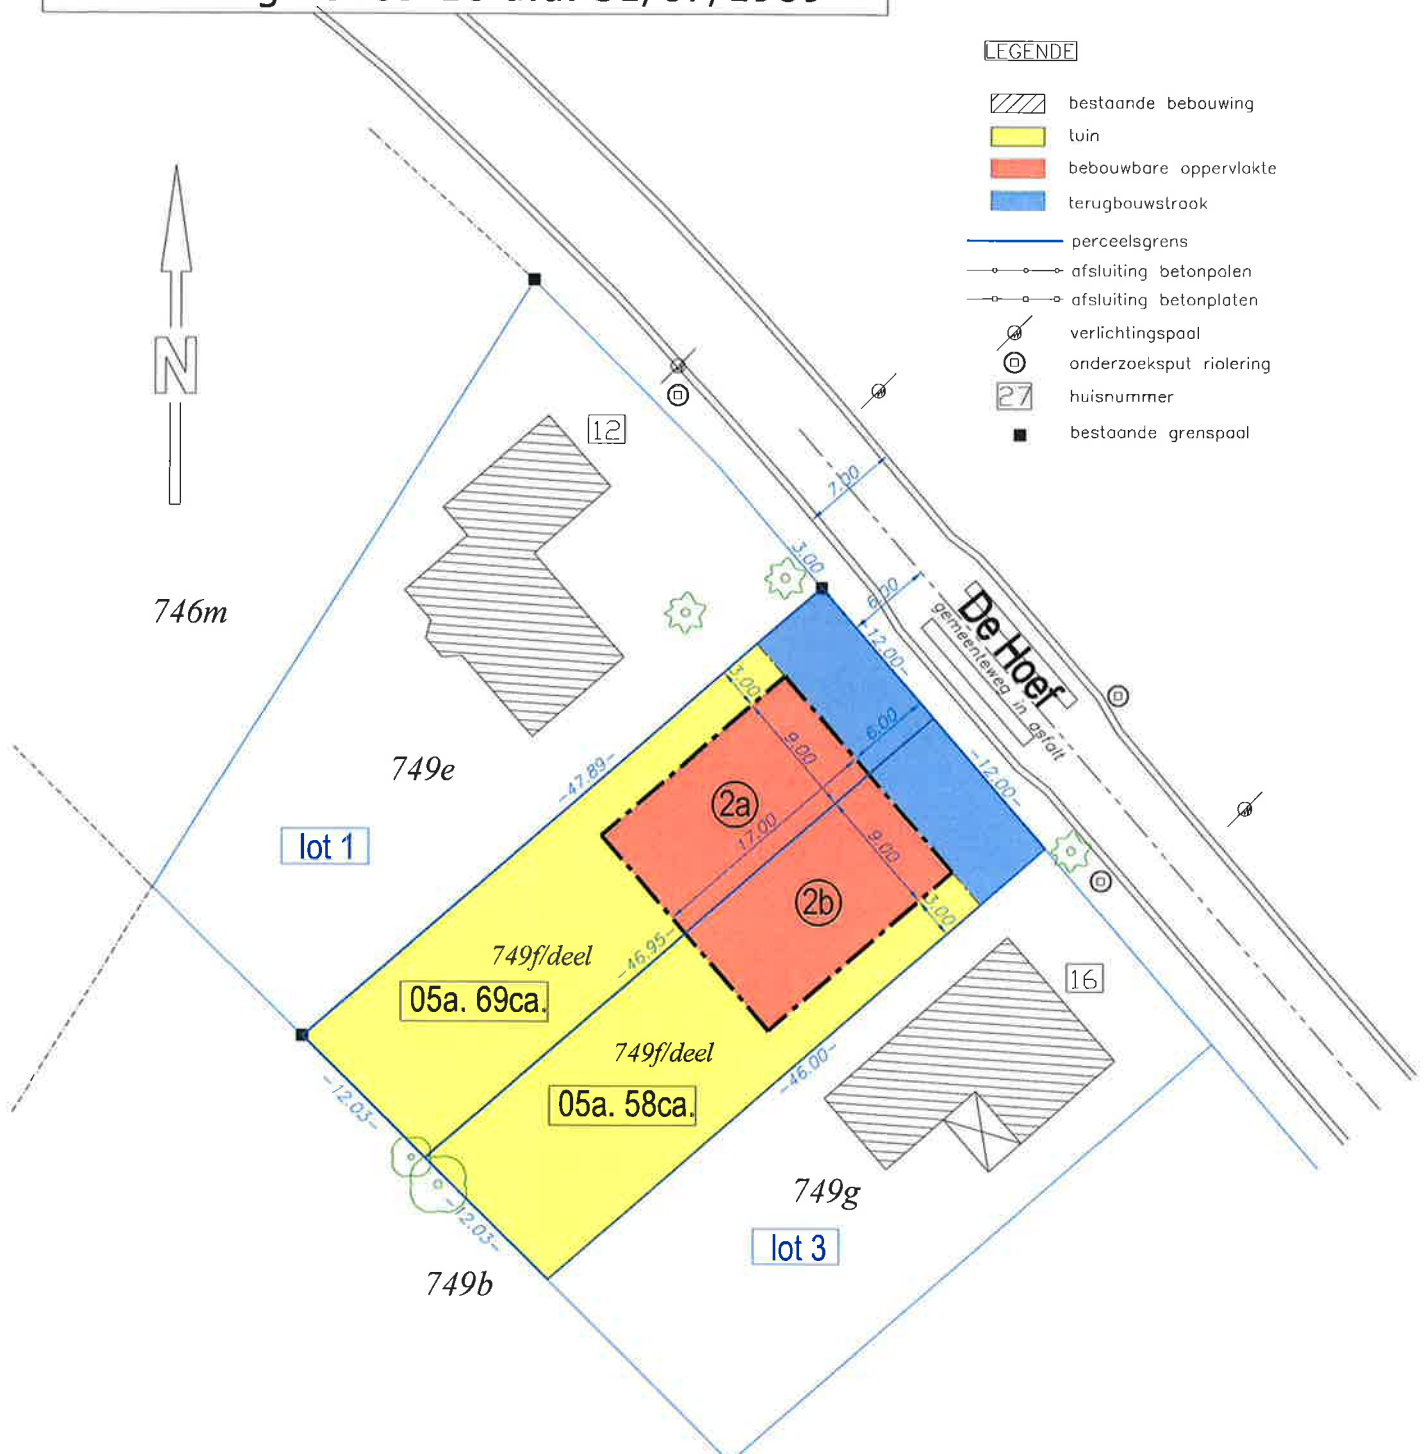 LEGENDE
bestaande bebouwing
tuin
bebouwbare oppervlakte
terugbouwstrook
perceelsgrens
afsluiting betonpalen
afsluiting betonplaten
verlichtingspaal
onderzoeksput riolering
27 huisnummer
bestaande grenspaal
N
12
7.00
3.00
6.00
-12.00-
De Hoef
gemeenteweg in asfalt
746m
3.00
6.00
9.00
-12.00-
749e
-47.89-
2a
17.00
lot 1
9.00
2b
3.00
749f/deel
-46.95-
16
05a. 69ca.
749f/deel
-46.00-
05a. 58ca.
-12.03-
749g
-12.03-
lot 3
749b